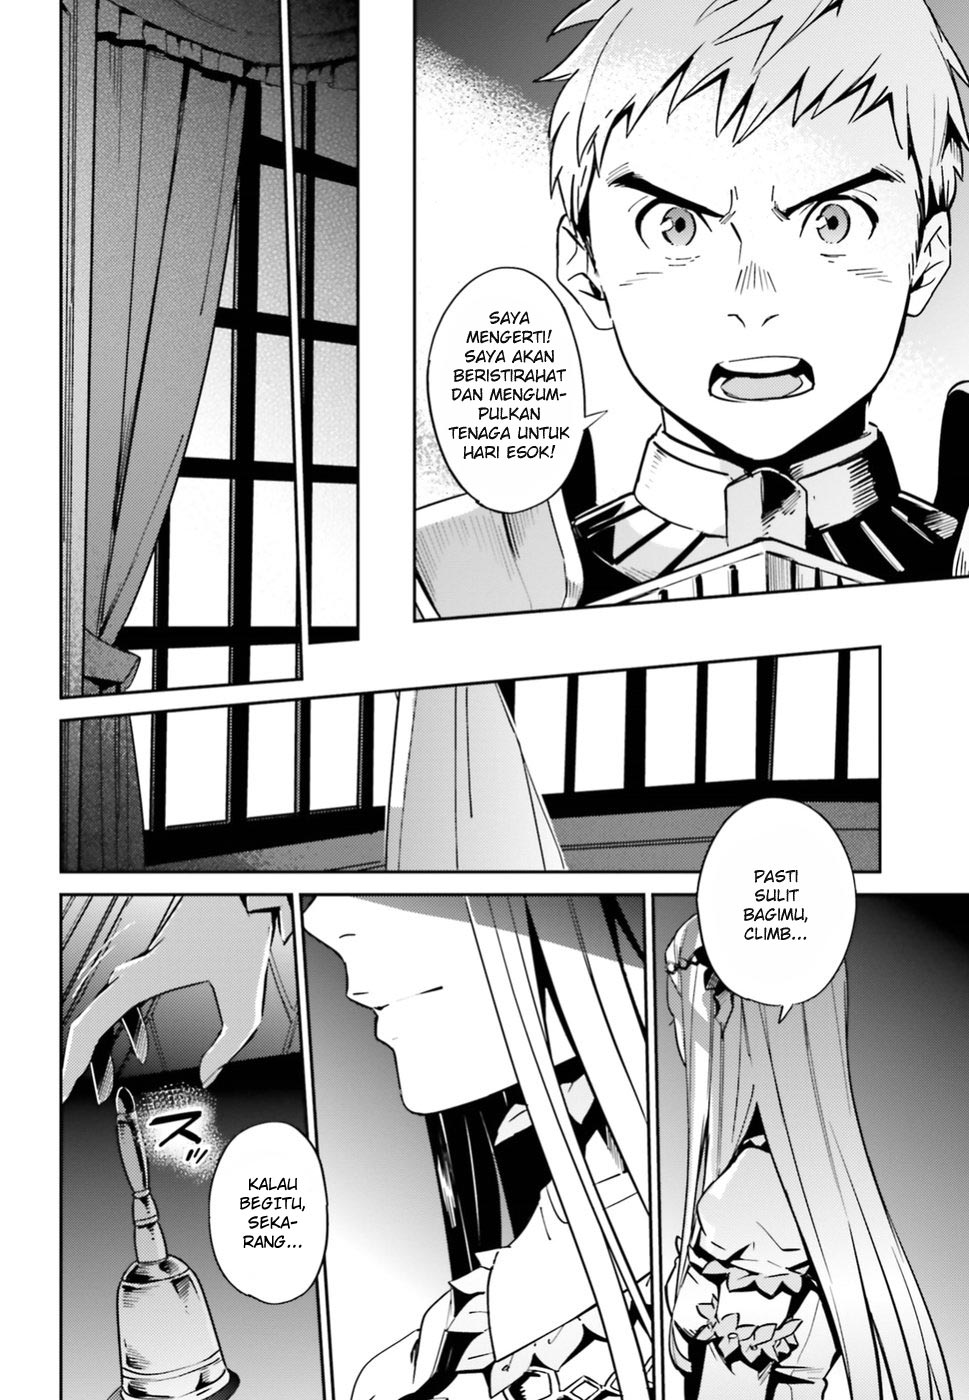 SAYA
MENGERTI!
SAYA AKAN
BERISTIRAHAT
DAN MENGUM-
PULKAN
TENAGA UNTUK
HARI ESOK!
PASTI
SULIT
BAGIMU,
CLIMB...
KALAU
BEGITU,
SEKA-
RANG...
スッ